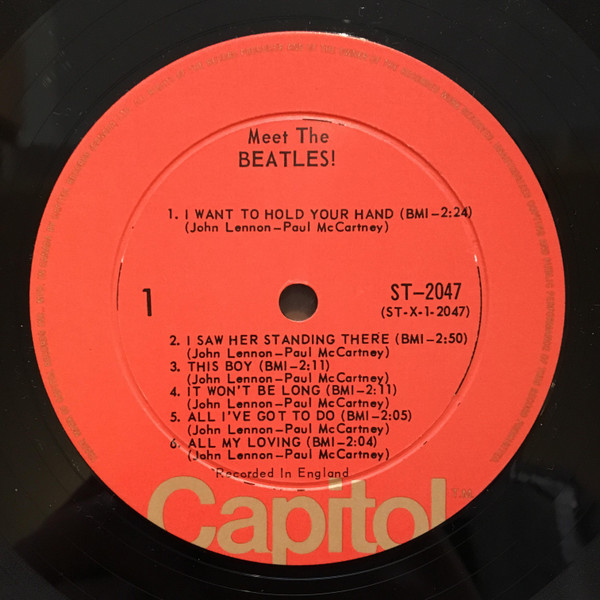 Meet The
BEATLES!
1. I WANT TO HOLD YOUR HAND (BMI-2:24)
(John Lennon-Paul McCartney)
1
ST-2047
(ST-X-1-2047)
2. I SAW HER STANDING THERE (BMI-2:50)
(John Lennon-Paul McCartney)
3. THIS BOY (BMI-2:11)
(John Lennon-Paul McCartney)
4. IT WON'T BE LONG (BMI-2:11)
(John Lennon-Paul McCartney)
5. ALL I'VE GOT TO DO (BMI-2:05)
(John Lennon-Paul McCartney)
6. ALL MY LOVING (BMI-2:04)
(John Lennon-Paul McCartney)
Recorded In England
Capitol TM